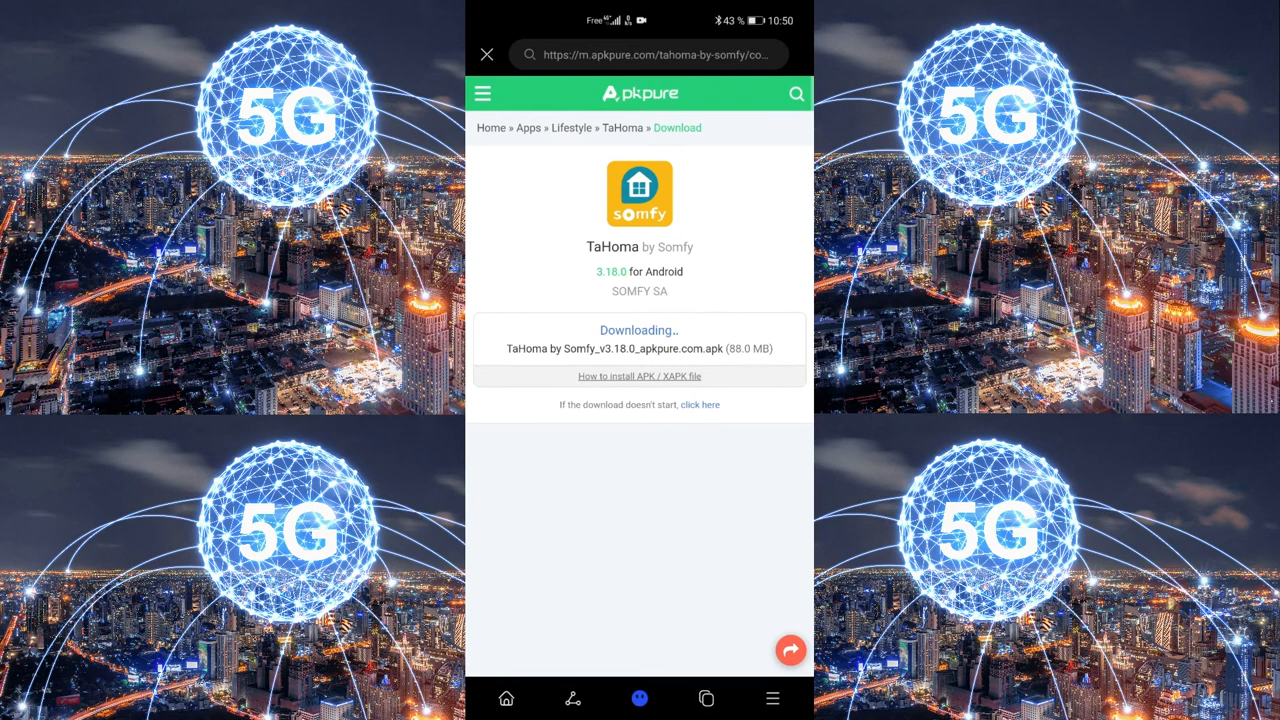 Free 43 % 10:50
https://m.apkpure.com/tahoma-by-somfy/co...
Apkpure
Home » Apps » Lifestyle » TaHoma » Download
somfy
TaHoma by Somfy
3.18.0 for Android
SOMFY SA
Downloading..
TaHoma by Somfy_v3.18.0_apkpure.com.apk (88.0 MB)
How to install APK / XAPK file
If the download doesn't start, click here
5G
5G
5G
5G